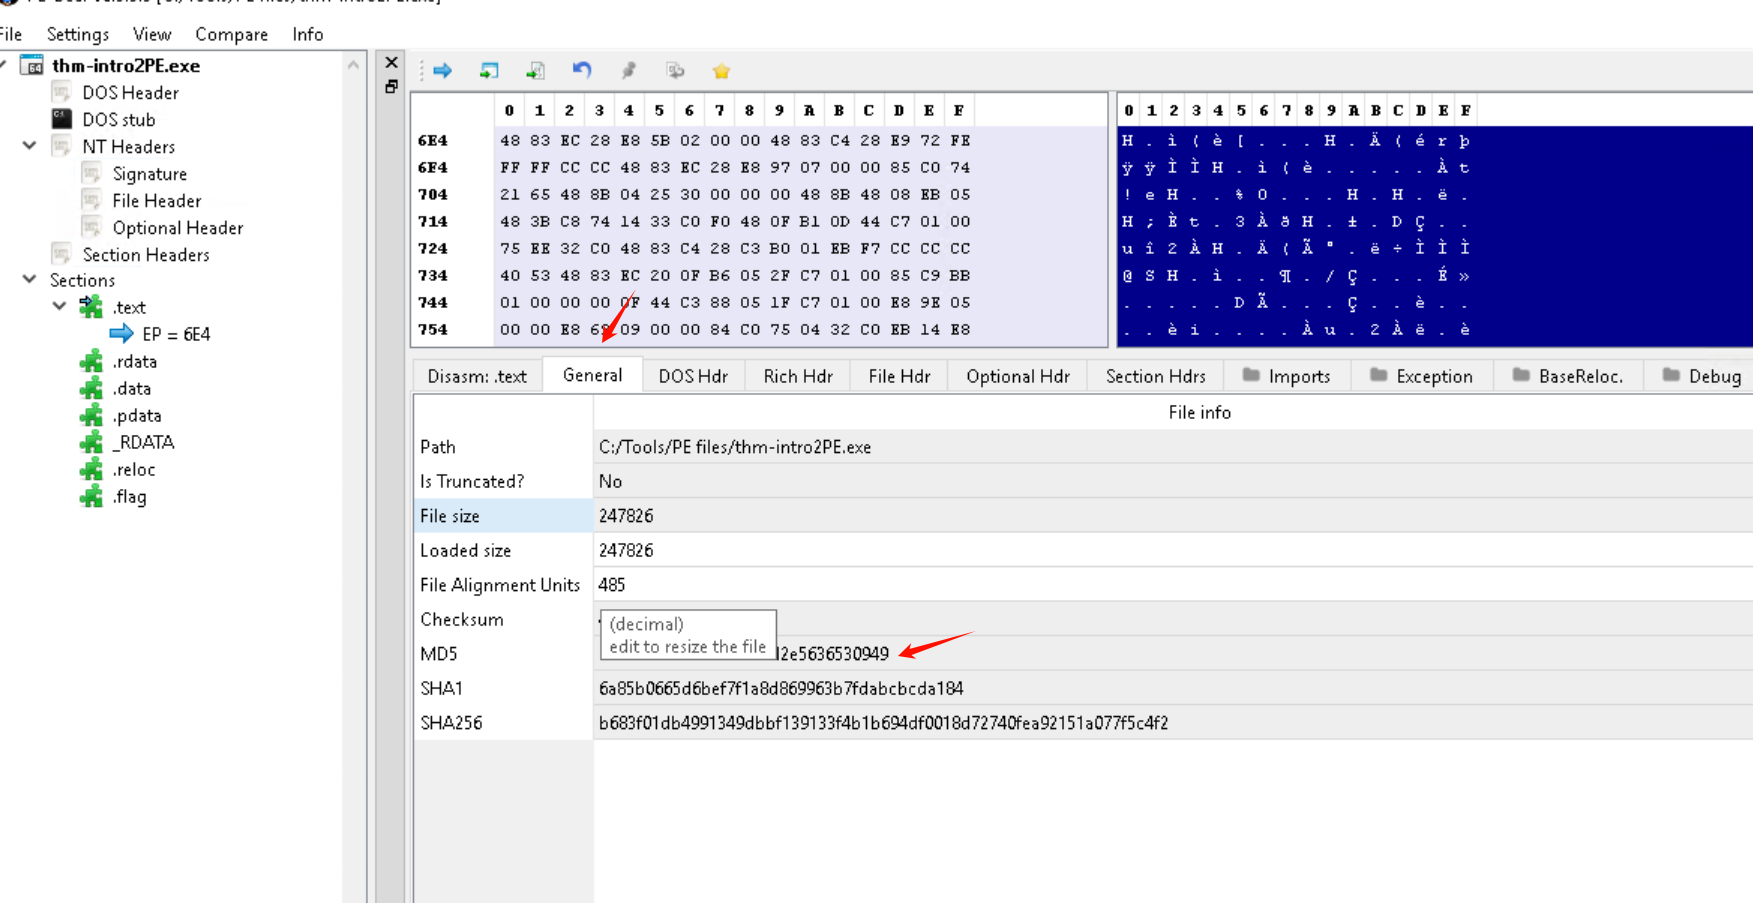 File Settings View Compare Info
thm-intro2PE.exe
DOS Header
DOS stub
NT Headers
Signature
File Header
Optional Header
Section Headers
Sections
.text
EP = 6E4
.rdata
.data
.pdata
_RDATA
.reloc
.flag
0 1 2 3 4 5 6 7 8 9 A B C D E F
6E4 48 83 EC 28 E8 5B 02 00 00 48 83 C4 28 E9 72 FE
6F4 FF FF CC CC 48 83 EC 28 E8 97 07 00 00 85 C0 74
704 21 65 48 8B 04 25 30 00 00 00 48 8B 48 08 EB 05
714 48 3B C8 74 14 33 C0 F0 48 0F B1 0D 44 C7 01 00
724 75 EE 32 C0 48 83 C4 28 C3 B0 01 EB F7 CC CC CC
734 40 53 48 83 EC 20 0F B6 05 2F C7 01 00 85 C9 BB
744 01 00 00 00 0F 44 C3 88 05 1F C7 01 00 E8 9E 05
754 00 00 E8 09 00 00 84 C0 75 04 32 C0 EB 14 E8
0 1 2 3 4 5 6 7 8 9 A B C D E F
H . ì ( è [ . . . H . Ä ( é r þ
ÿ ÿ Ì Ì H . ì ( è . . . . . À t
! e H . . % 0 . . . H . H . ë .
H ; È t . 3 À ð H . ± . D Ç . .
u î 2 À H . Ä ( Ã ° . ë ÷ Ì Ì Ì
@ S H . ì . . ¶ . / Ç . . . É »
. . . . . D Ã . . . Ç . . è . .
. . è i . . . . À u . 2 À ë . è
Disasm: .text General DOS Hdr Rich Hdr File Hdr Optional Hdr Section Hdrs Imports Exception BaseReloc. Debug
File info
Path C:/Tools/PE files/thm-intro2PE.exe
Is Truncated? No
File size 247826
Loaded size 247826
File Alignment Units 485
Checksum
(decimal)
edit to resize the file
MD5 12e5636530949
SHA1 6a85b0665d6bef7f1a8d869963b7fdabcbcda184
SHA256 b683f01db4991349dbbf139133f4b1b694df0018d72740fea92151a077f5c4f2